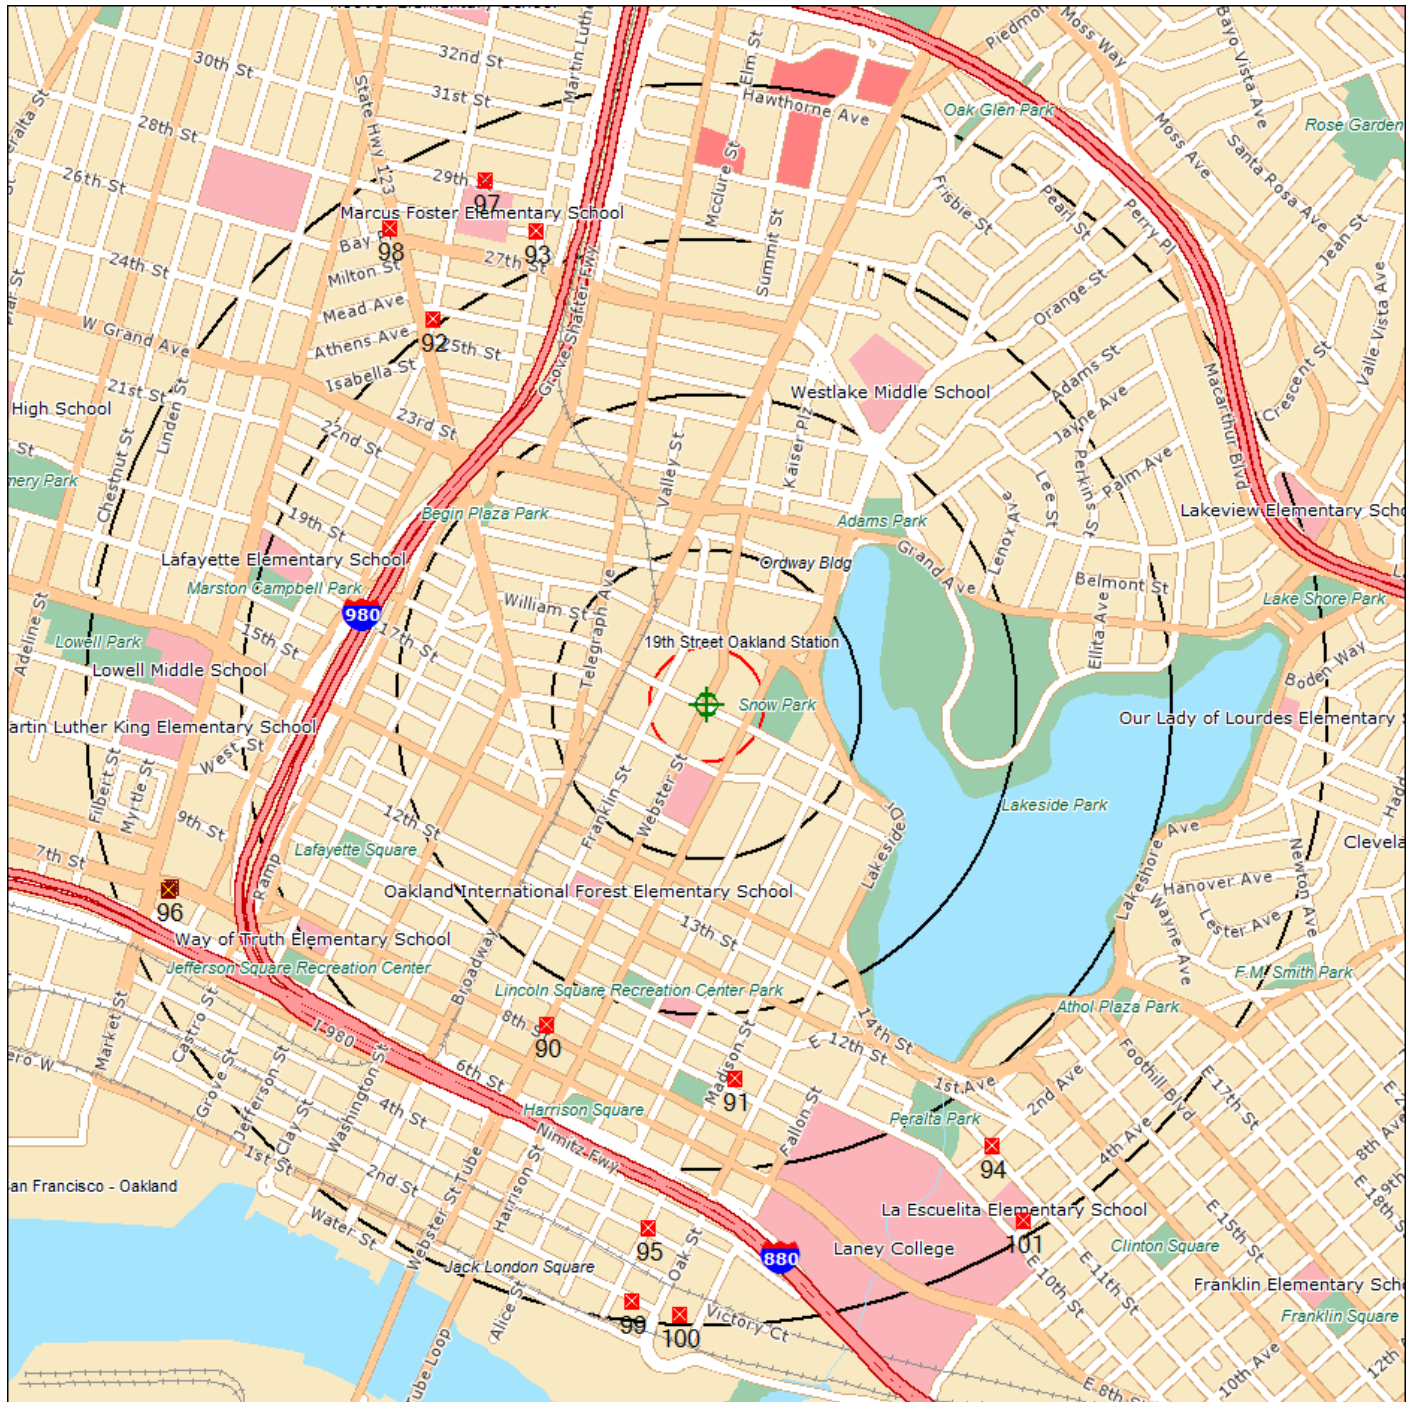 32nd St
30th St
31st St
28th St
26th St
29th
97
Marcus Foster Elementary School
98
93
Bay
27th St
24th St
Milton St
Mead Ave
Athens Ave
92
25th St
Isabella St
W Grand Ave
21st St
Linden St
High School
23rd St
22nd St
Chestnut St
19th St
Begin Plaza Park
State Hwy 123
Martin Luth
Elm St
Hawthorne Ave
Mcclure St
Summit St
Grove Shafter Fwy
Piedmon
Moss Way
Bayo Vista Ave
Oak Glen Park
Moss Ave
Rose Garden
Santa Rosa Ave
Frisbie St
Pearl St
Perry Pl
Jean St
Orange St
Valle Vista Ave
Westlake Middle School
Adams St
Jayne Ave
Macarthur Blvd
Crescent St
Valley St
Kaiser Plz
Lee St
Perkins St
Palm Ave
Lenox Ave
Adams Park
Lakeview Elementary Scho
Lafayette Elementary School
Marston Campbell Park
980
Ordway Bldg
Grand Ave
Belmont St
Lake Shore Park
William St
Telegraph Ave
Adeline St
Lowell Park
15th St
17th St
Lowell Middle School
19th Street Oakland Station
Ellita Ave
Boden Way
Snow Park
Our Lady of Lourdes Elementary S
artin Luther King Elementary School
West St
Filbert St
Myrtle St
Franklin St
Webster St
Lakeside Park
9th St
12th St
Lafayette Square
7th St
Ramp
Lakeside Dr
Lakeshore Ave
Newton Ave
Clevela
Hanover Ave
Wayne Ave
Lester Ave
96
Oakland International Forest Elementary School
Way of Truth Elementary School
Jefferson Square Recreation Center
13th St
Broadway
Lincoln Square Recreation Center Park
F.M. Smith Park
Athol Plaza Park
Market St
Castro St
I-980
8th S
90
14th St
E 12th St
Grove St
Jefferson St
Clay St
Washington St
6th St
Madison St
91
1st Ave
2nd Ave
Foothill Blvd
E 17th St
4th St
Harrison Square
Fallon St
Peralta Park
4th Ave
8th Ave
9th
1st St
2nd St
Nimitz Fwy
94
E 18th St
an Francisco - Oakland
Webster St Tube
Harrison St
La Escuelita Elementary School
E 15th St
Water St
95
Oak St
101
Laney College
Clinton Square
880
Jack London Square
E 10th St
E 11th St
Franklin Elementary Scho
Alice St
99
100
Victory Ct
Franklin Square
ube Loop
E 8th S
10th Ave
12th